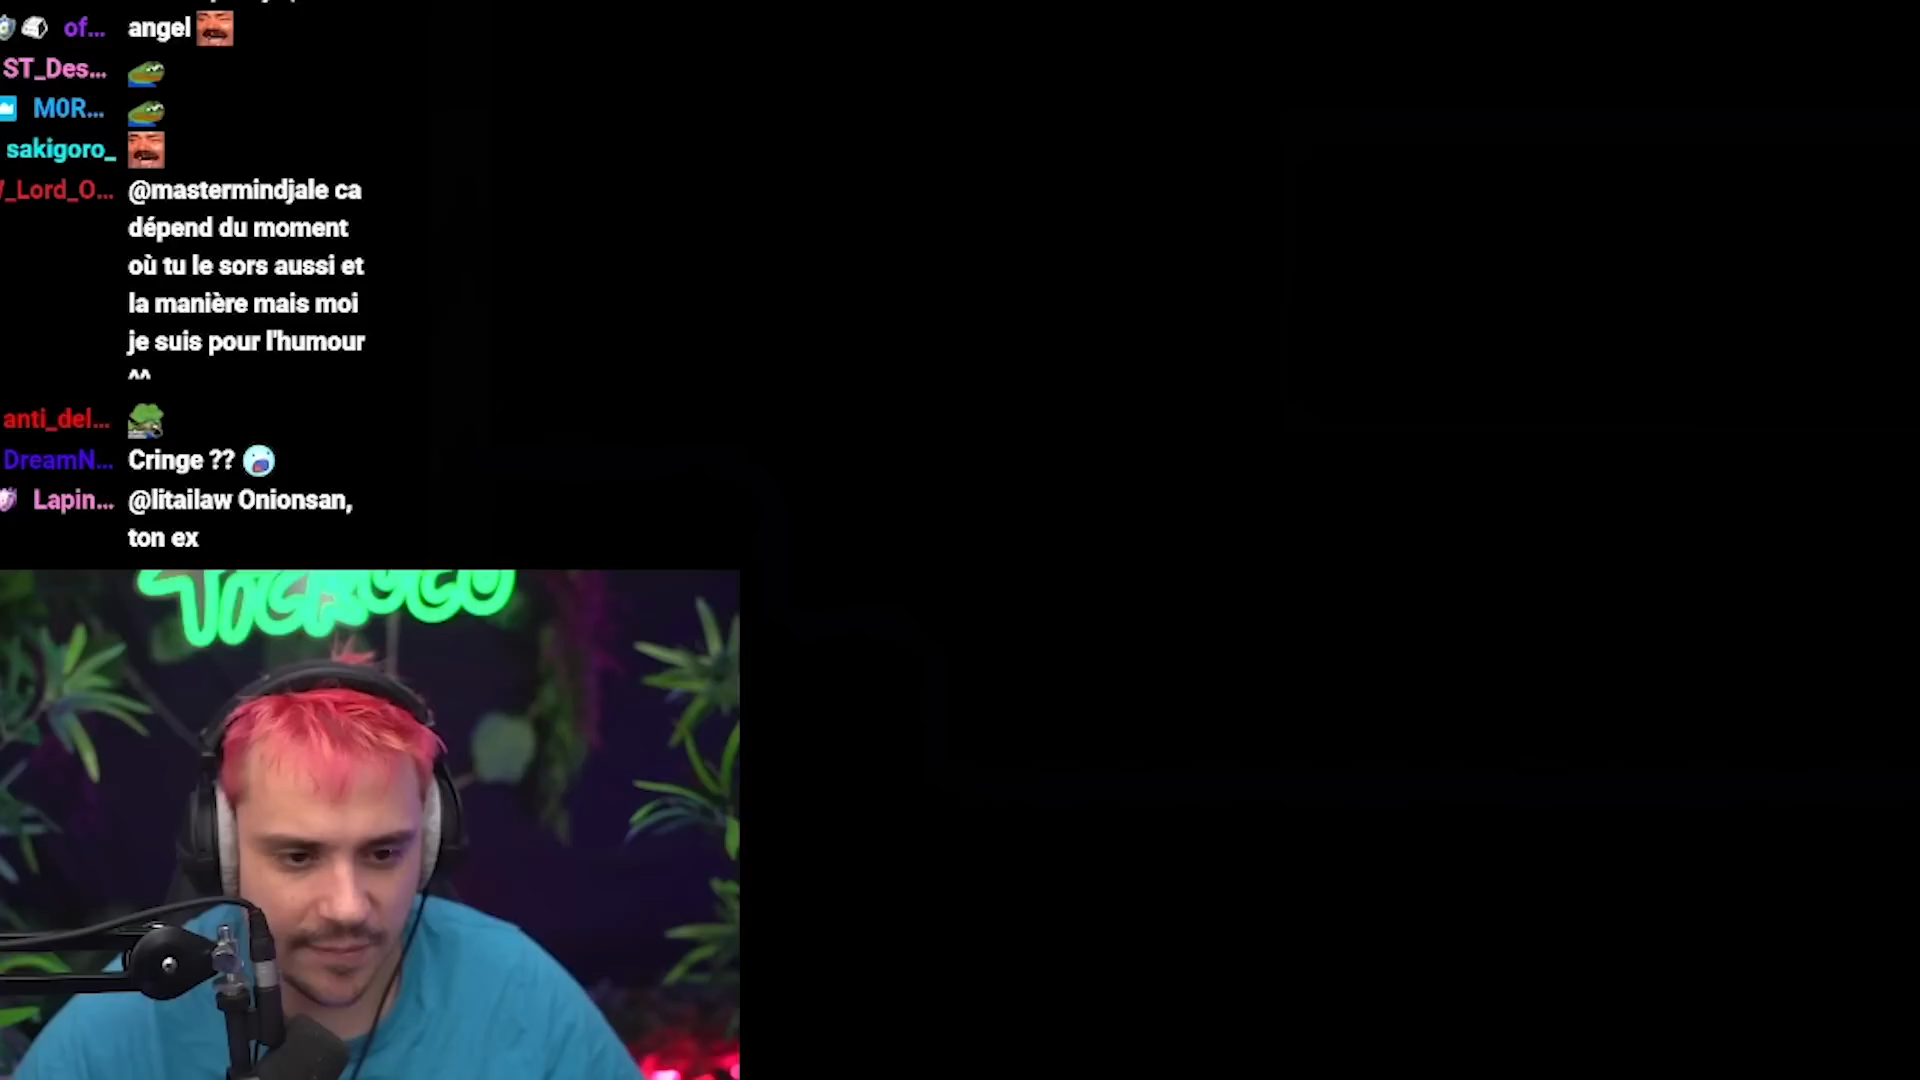 of... angel
ST_Des...
M0R...
sakigoro_
_Lord_O... @mastermindjale ca
dépend du moment
où tu le sors aussi et
la manière mais moi
je suis pour l'humour
^^
anti_del...
DreamN... Cringe ??
Lapin... @litailaw Onionsan,
ton ex